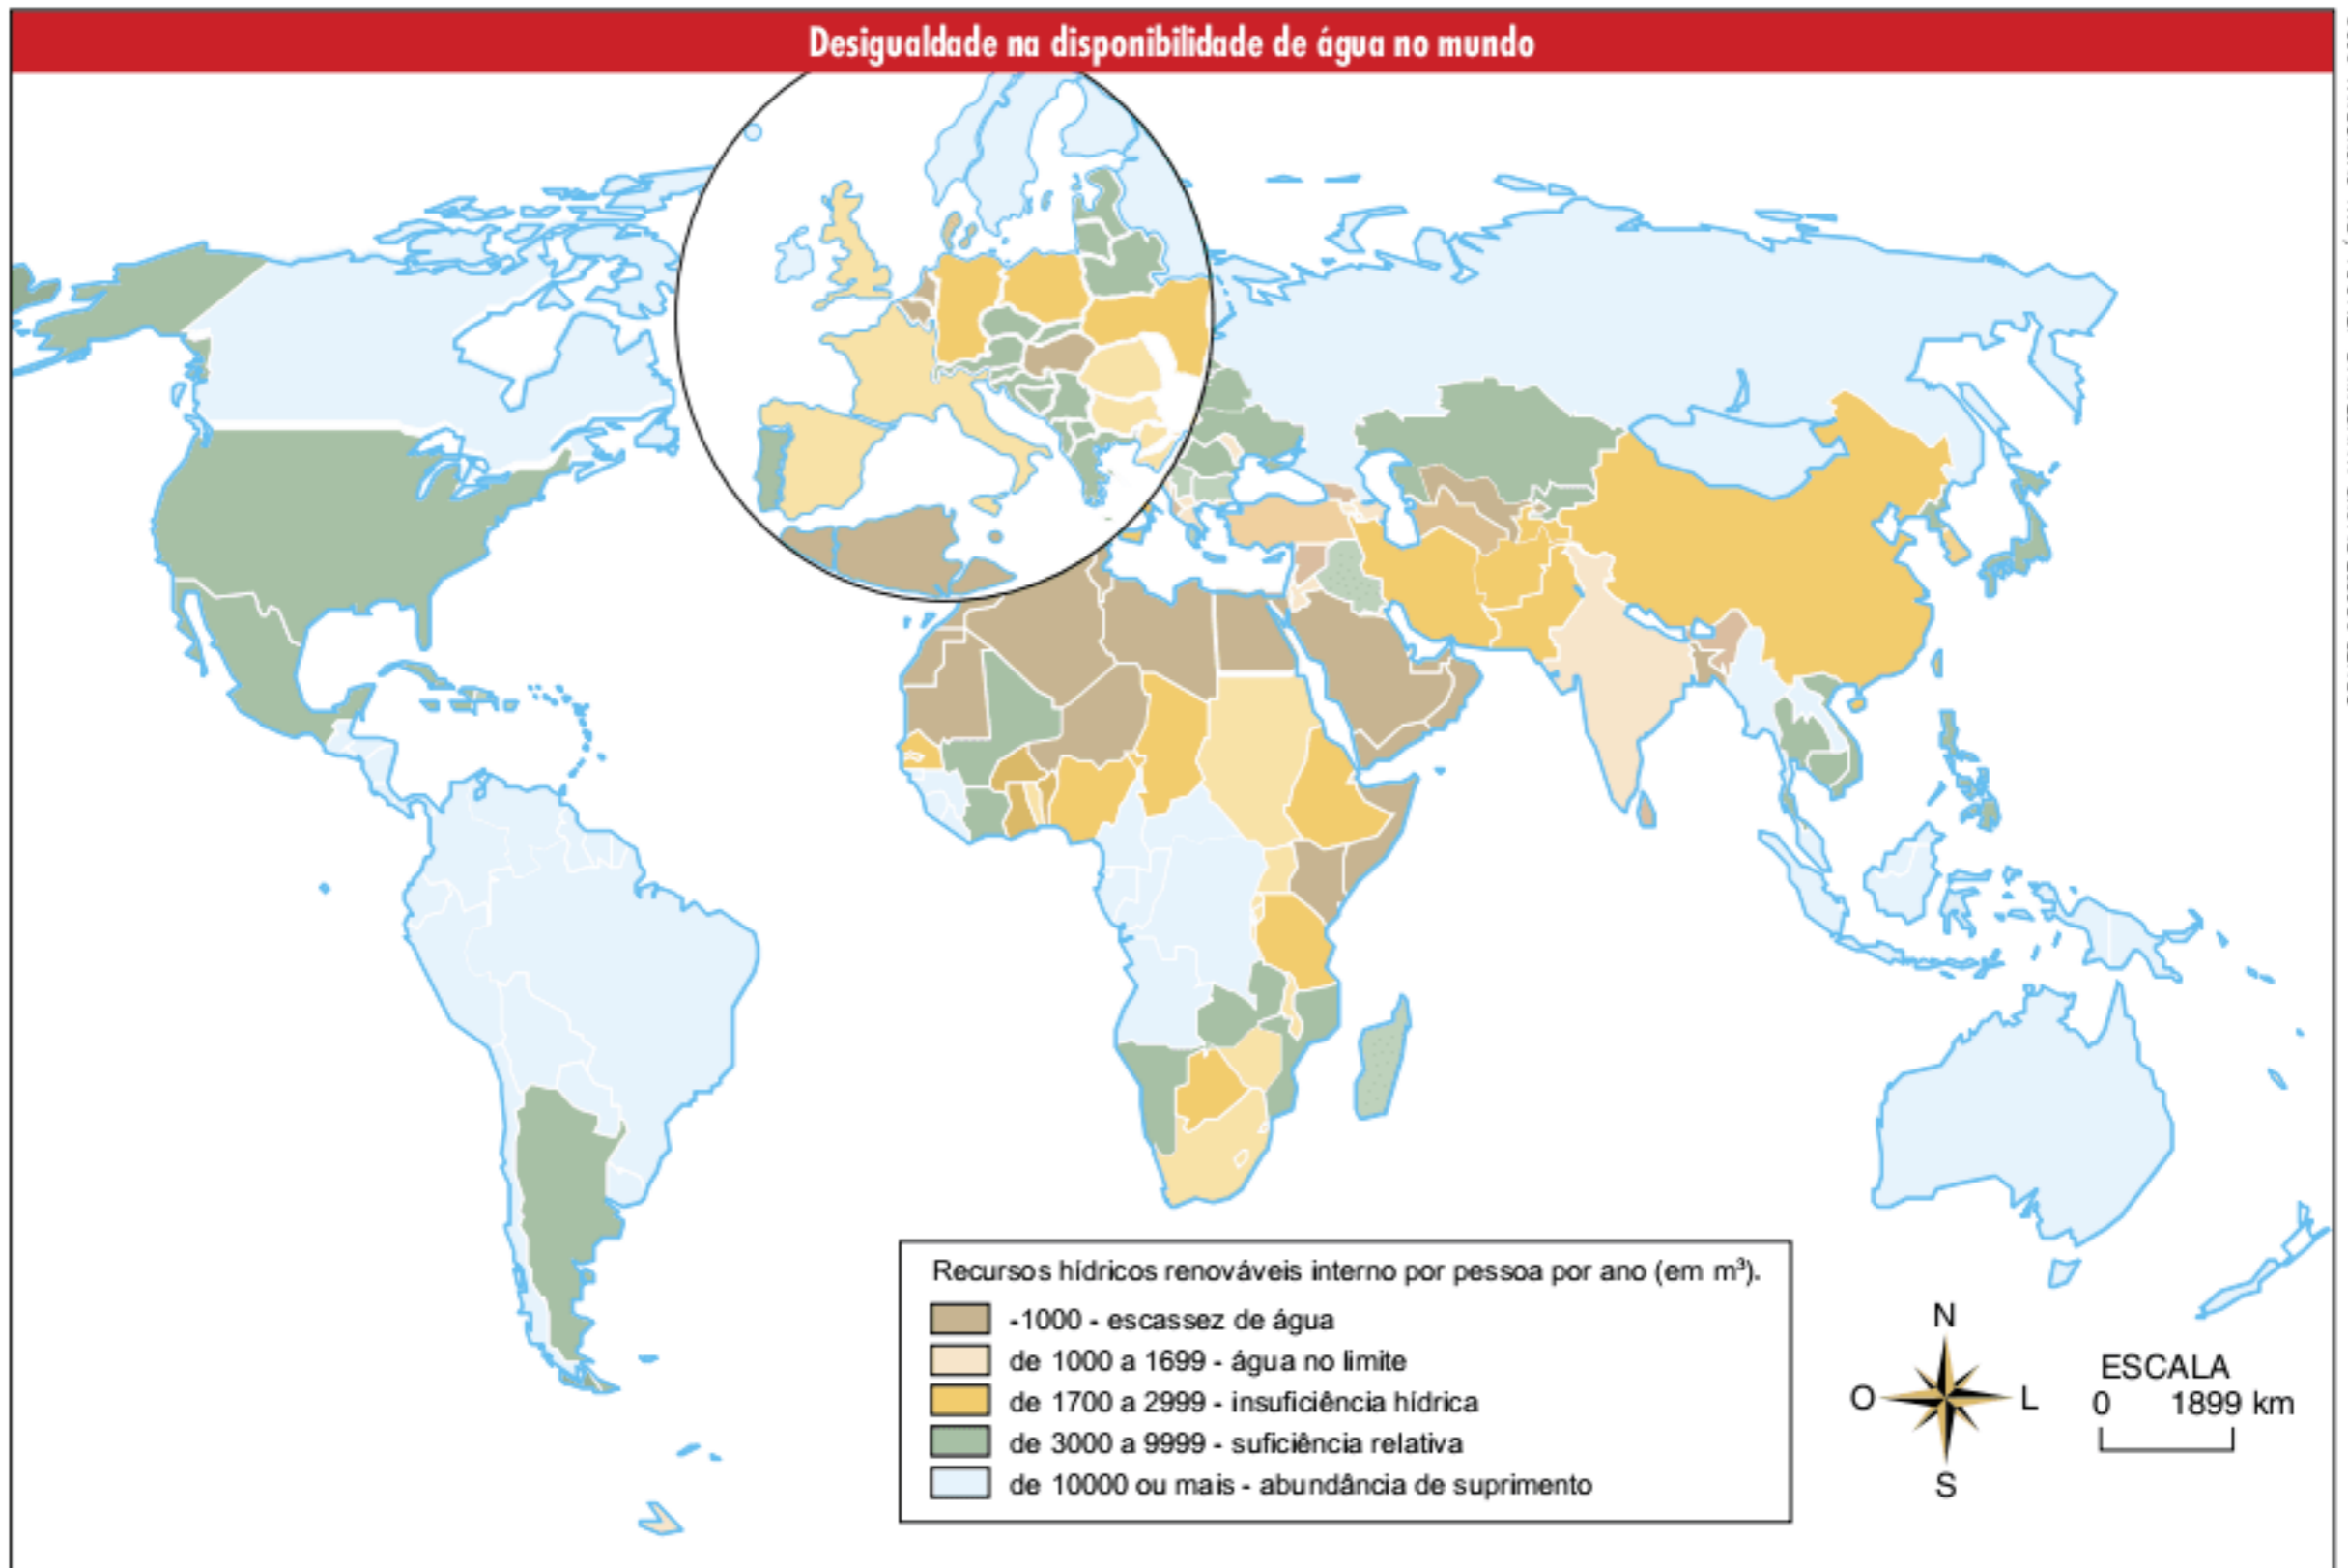 Desigualdade na disponibilidade de água no mundo
Recursos hídricos renováveis interno por pessoa por ano (em m³).
-1000 - escassez de água
de 1000 a 1699 - água no limite
de 1700 a 2999 - insuficiência hídrica
de 3000 a 9999 - suficiência relativa
de 10000 ou mais - abundância de suprimento
N
O L
S
ESCALA
0 1899 km